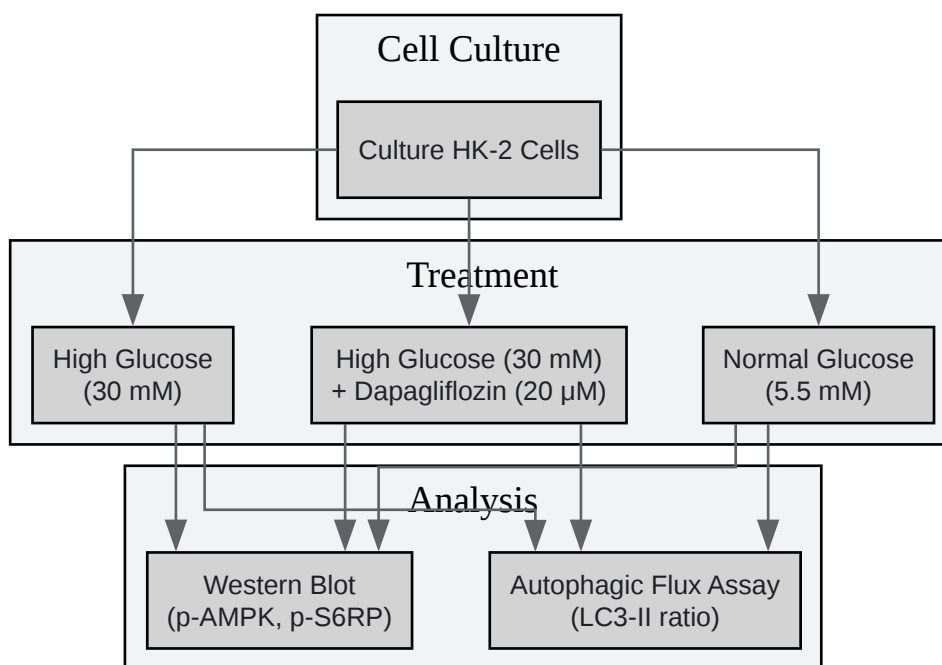 Cell Culture
Culture HK-2 Cells
Treatment
High Glucose
(30 mM)
High Glucose (30 mM)
+ Dapagliflozin (20 μM)
Normal Glucose
(5.5 mM)
Analysis
Western Blot
(p-AMPK, p-S6RP)
Autophagic Flux Assay
(LC3-II ratio)